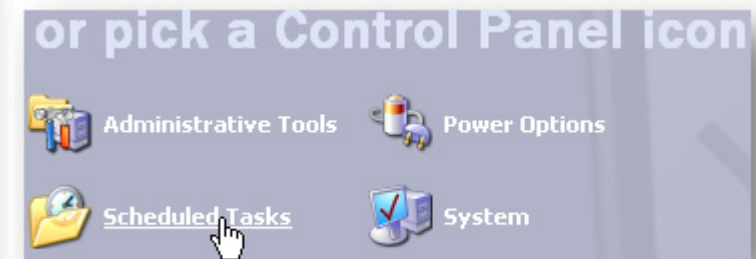 or pick a Control Panel icon
Administrative Tools
Power Options
Scheduled Tasks
System